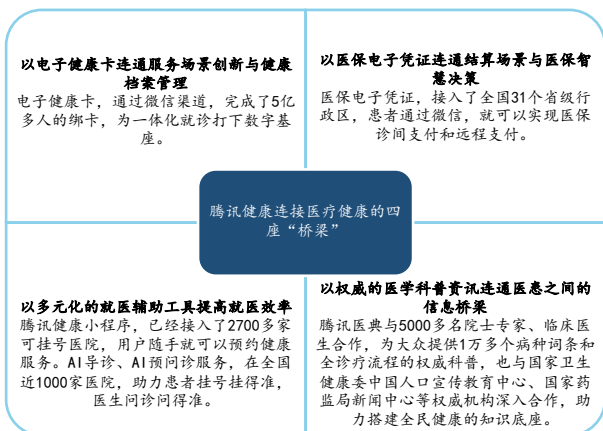 以电子健康卡连通服务场景创新与健康
档案管理
电子健康卡，通过微信渠道，完成了5亿
多人的绑卡，为一体化就诊打下数字基
座。
以医保电子凭证连通结算场景与医保智
慧决策
医保电子凭证，接入了全国31个省级行
政区，患者通过微信，就可以实现医保
诊间支付和远程支付。
腾讯健康连接医疗健康的四
座“桥梁”
以多元化的就医辅助工具提高就医效率
腾讯健康小程序，已经接入了2700多家
可挂号医院，用户随手就可以预约健康
服务。AI导诊、AI预问诊服务，在全国
近1000家医院，助力患者挂号挂得准，
医生问诊问得准。
以权威的医学科普资讯连通医患之间的
信息桥梁
腾讯医典与5000多名院士专家、临床医
生合作，为大众提供1万多个病种词条和
全诊疗流程的权威科普，也与国家卫生
健康委中国人口宣传教育中心、国家药
监局新闻中心等权威机构深入合作，助
力搭建全民健康的知识底座。